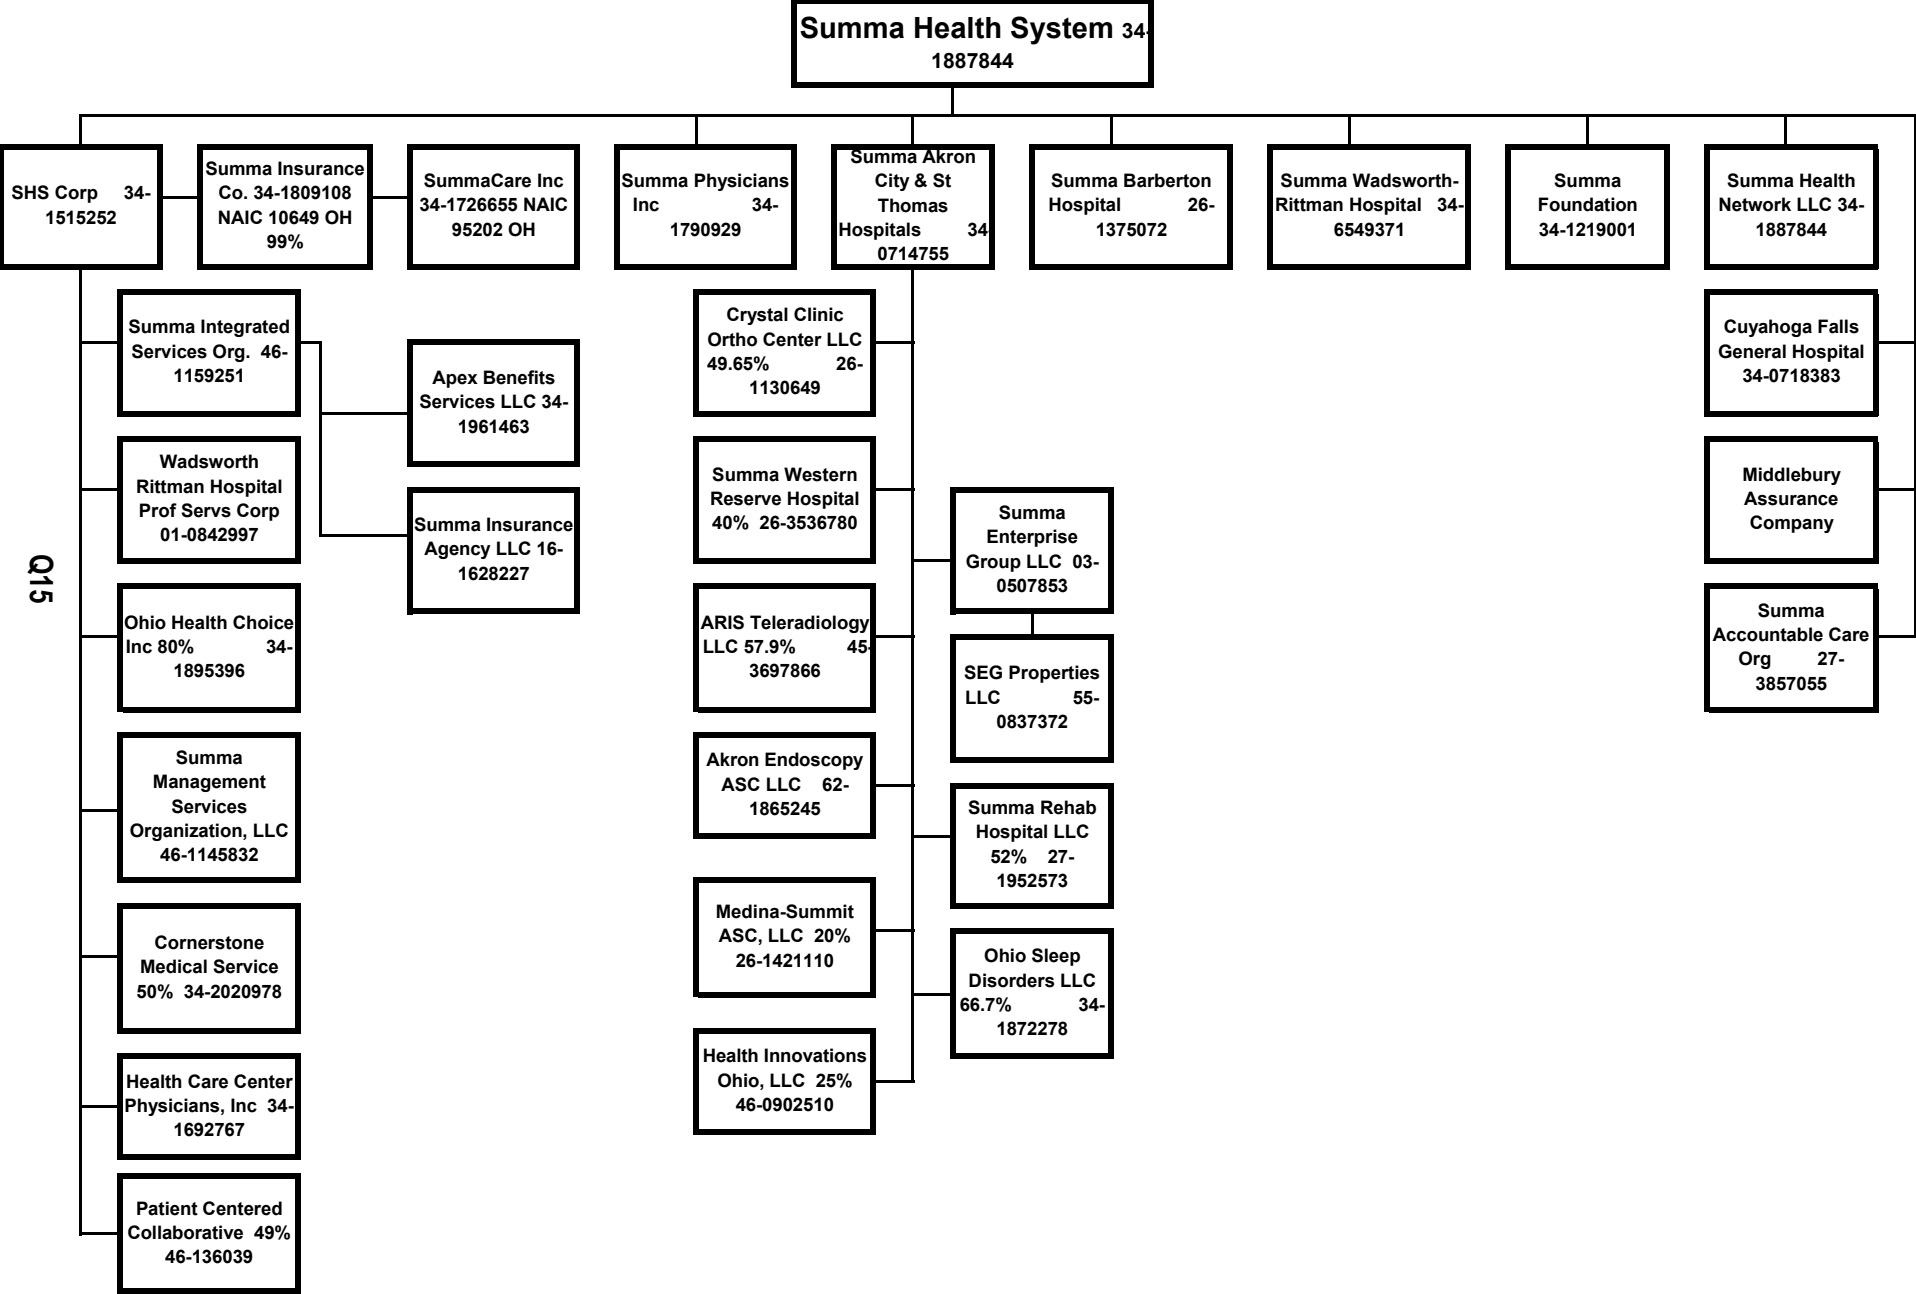 Summa Health System 34-
1887844
SHS Corp 34-
1515252
Summa Insurance
Co. 34-1809108
NAIC 10649 OH
99%
SummaCare Inc
34-1726655 NAIC
95202 OH
Summa Physicians
Inc 34-
1790929
Summa Akron
City & St
Thomas
Hospitals 34-
0714755
Summa Barberton
Hospital 26-
1375072
Summa Wadsworth-
Rittman Hospital 34-
6549371
Summa
Foundation
34-1219001
Summa Health
Network LLC 34-
1887844
Summa Integrated
Services Org. 46-
1159251
Apex Benefits
Services LLC 34-
1961463
Wadsworth
Rittman Hospital
Prof Servs Corp
01-0842997
Summa Insurance
Agency LLC 16-
1628227
Ohio Health Choice
Inc 80% 34-
1895396
Summa
Management
Services
Organization, LLC
46-1145832
Cornerstone
Medical Service
50% 34-2020978
Health Care Center
Physicians, Inc 34-
1692767
Patient Centered
Collaborative 49%
46-136039
Crystal Clinic
Ortho Center LLC
49.65% 26-
1130649
Summa Western
Reserve Hospital
40% 26-3536780
ARIS Teleradiology
LLC 57.9% 45-
3697866
Akron Endoscopy
ASC LLC 62-
1865245
Medina-Summit
ASC, LLC 20%
26-1421110
Health Innovations
Ohio, LLC 25%
46-0902510
Summa
Enterprise
Group LLC 03-
0507853
SEG Properties
LLC 55-
0837372
Summa Rehab
Hospital LLC
52% 27-
1952573
Ohio Sleep
Disorders LLC
66.7% 34-
1872278
Cuyahoga Falls
General Hospital
34-0718383
Middlebury
Assurance
Company
Summa
Accountable Care
Org 27-
3857055
Q15